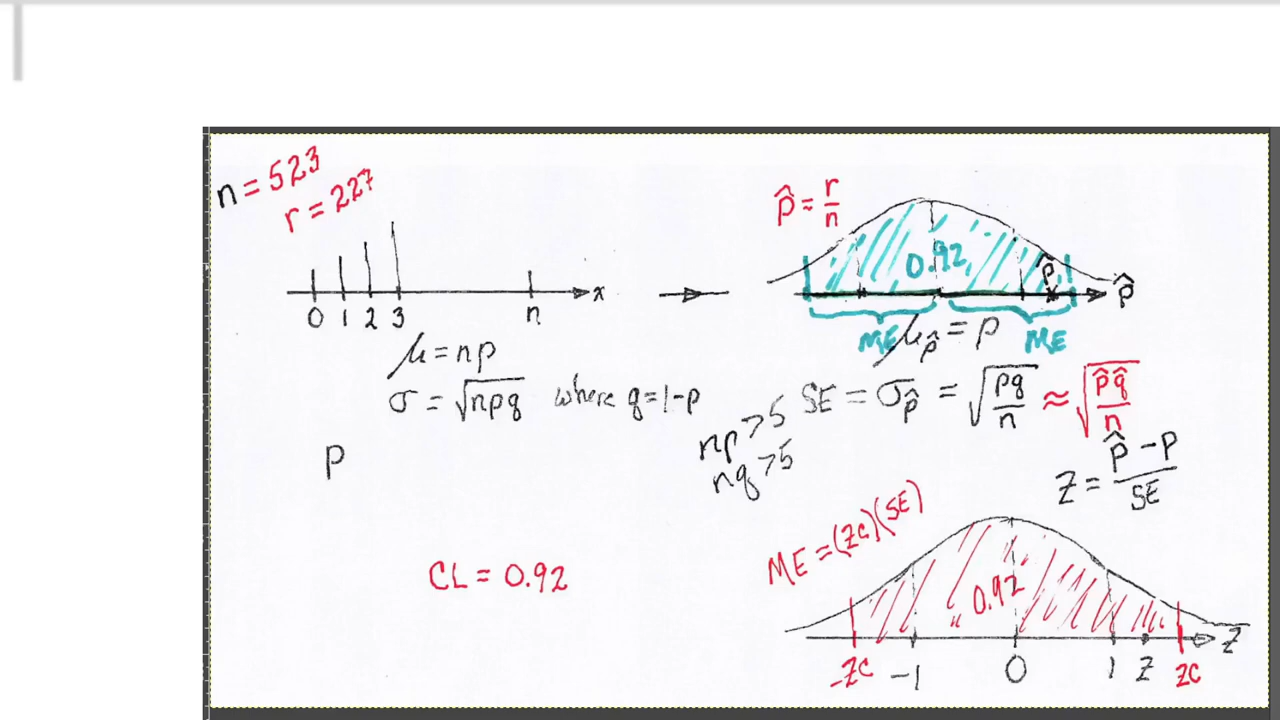 n = 523
r = 227
0 1 2 3 n x
μ = np
σ = √npq where q = 1-p
p
CL = 0.92
p̂ = r/n
0.92
p̂
p̂
ME ME
μp̂ = p
SE = σp̂ = √pq/n ≈ √p̂q̂/n
np > 5
nq > 5
z = p̂ - p / SE
ME = (zc)(SE)
0.92
-zc -1 0 1 z zc z